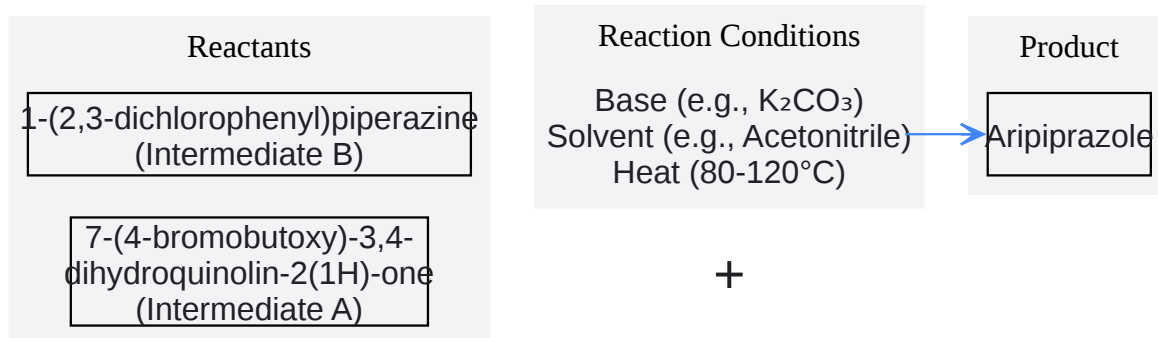 Reactants
1-(2,3-dichlorophenyl)piperazine
(Intermediate B)
7-(4-bromobutoxy)-3,4-
dihydroquinolin-2(1H)-one
(Intermediate A)
Reaction Conditions
Base (e.g., K₂CO₃)
Solvent (e.g., Acetonitrile)
Heat (80-120°C)
+
Product
Aripiprazole